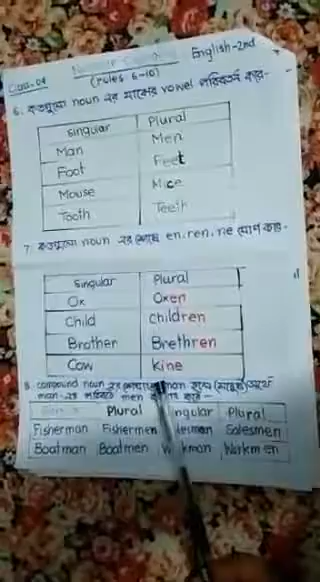 Class-04
English-2nd
(rules 6-10)
6. কতগুলো noun এর মাঝের vowel পরিবর্তন করে-
Singular Plural
Man Men
Foot Feet
Mouse Mice
Tooth Teeth
7. কতগুলো noun এর শেষে en, ren, ne যোগ করে-
Singular Plural
Ox Oxen
Child Children
Brother Brethren
Cow Kine
8. compound noun এর man
man এর পরিবর্তে men করে-
Plural Plural
Fisherman Fishermen Salesmen
Boatman Boatmen Workmen